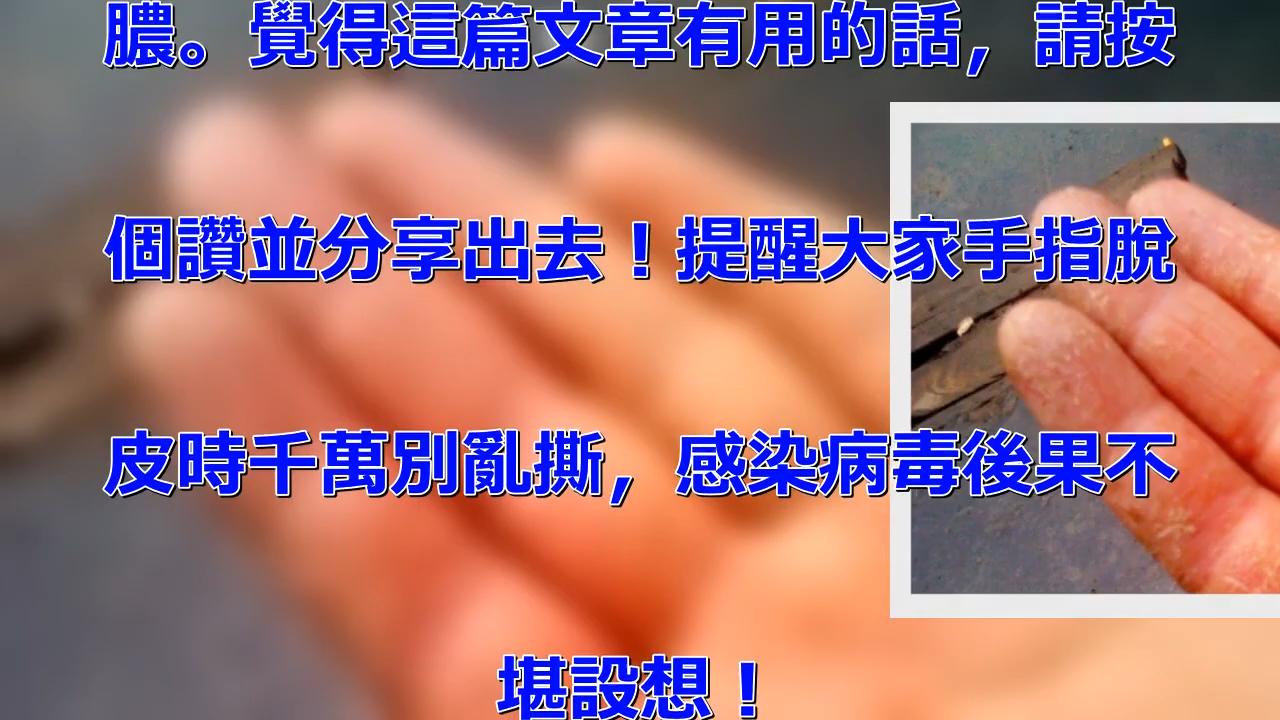 膿。覺得這篇文章有用的話，請按
個讚並分享出去！提醒大家手指脫
皮時千萬別亂撕，感染病毒後果不
堪設想！